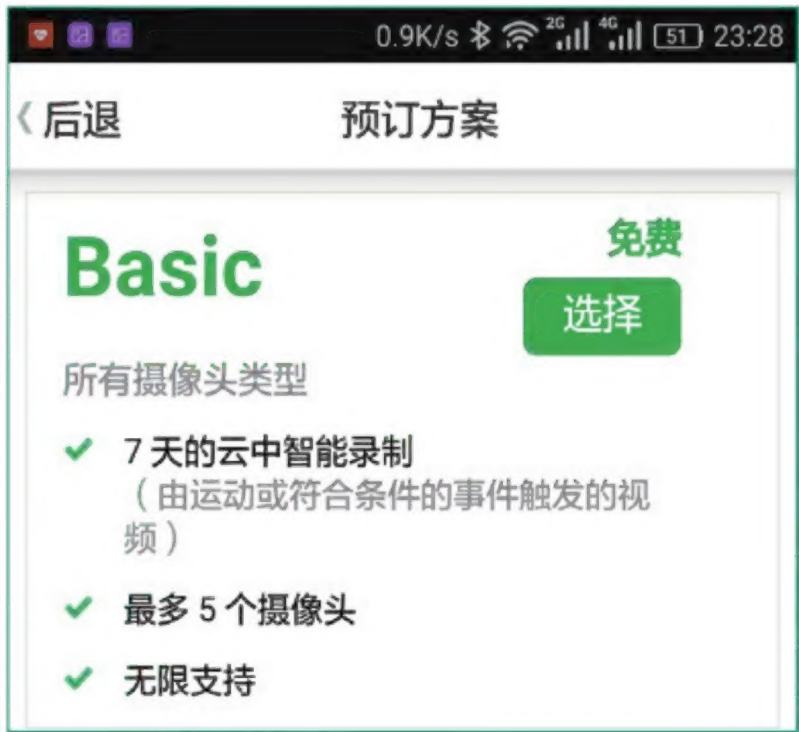 0.9K/s 2G 4G 51 23:28
后退 预订方案
Basic 免费
选择
所有摄像头类型
7 天的云中智能录制
（由运动或符合条件的事件触发的视
频）
最多 5 个摄像头
无限支持